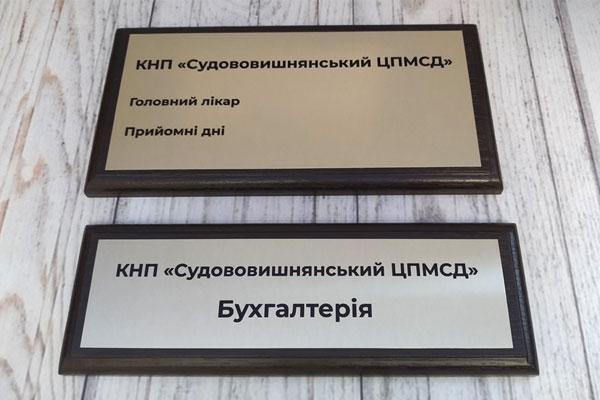 КНП «Судововишнянський ЦПМСД»
Головний лікар
Прийомні дні
КНП «Судововишнянський ЦПМСД»
Бухгалтерія